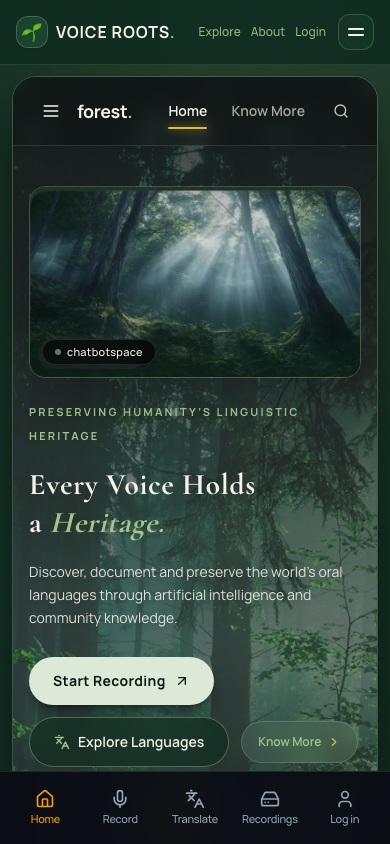 VOICE ROOTS.
Explore About Login
forest.
Home Know More
chatbotspace
PRESERVING HUMANITY'S LINGUISTIC
HERITAGE
Every Voice Holds
a Heritage.
Discover, document and preserve the world's oral
languages through artificial intelligence and
community knowledge.
Start Recording
Explore Languages
Know More
Home Record Translate Recordings Log in